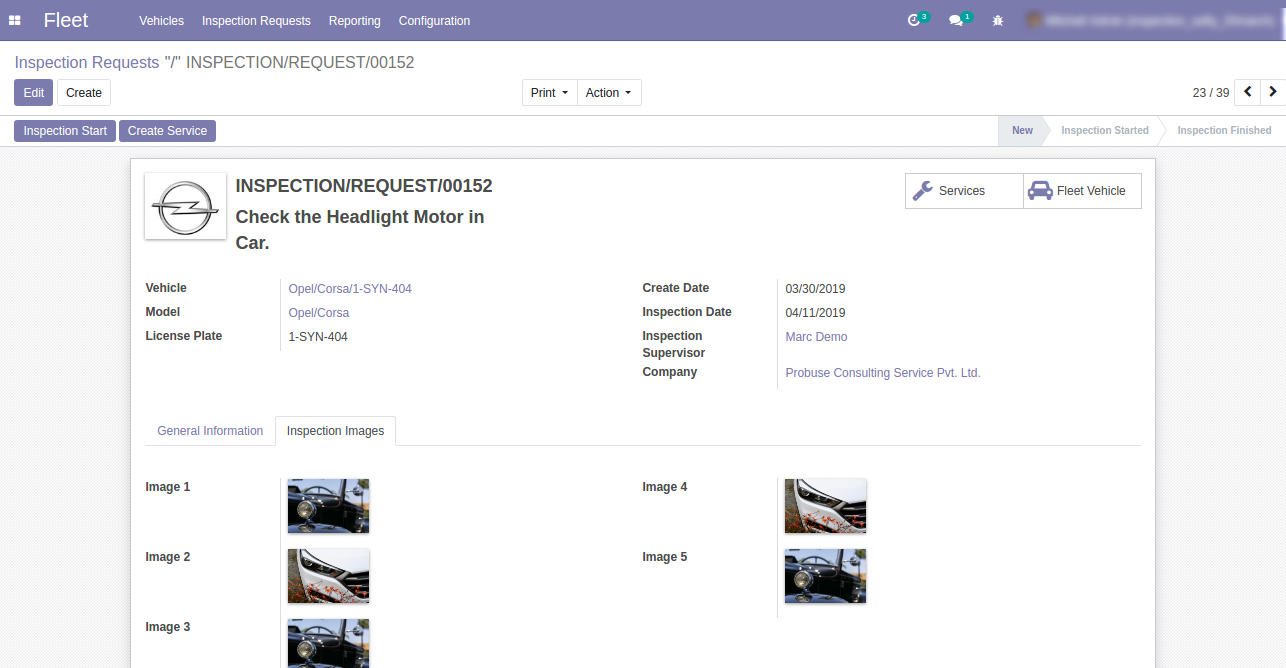 Fleet Vehicles Inspection Requests Reporting Configuration 3 1
Inspection Requests "/" INSPECTION/REQUEST/00152
Edit Create Print Action 23 / 39
Inspection Start Create Service New Inspection Started Inspection Finished
INSPECTION/REQUEST/00152
Check the Headlight Motor in
Car.
Services Fleet Vehicle
Vehicle Opel/Corsa/1-SYN-404
Model Opel/Corsa
License Plate 1-SYN-404
Create Date 03/30/2019
Inspection Date 04/11/2019
Inspection Marc Demo
Supervisor
Company Probuse Consulting Service Pvt. Ltd.
General Information Inspection Images
Image 1
Image 2
Image 3
Image 4
Image 5